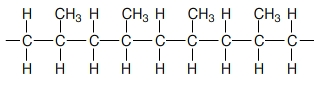 H CH3 H CH3 H CH3 H CH3 H
—C—C—C—C—C—C—C—C—C—
H H H H H H H H H